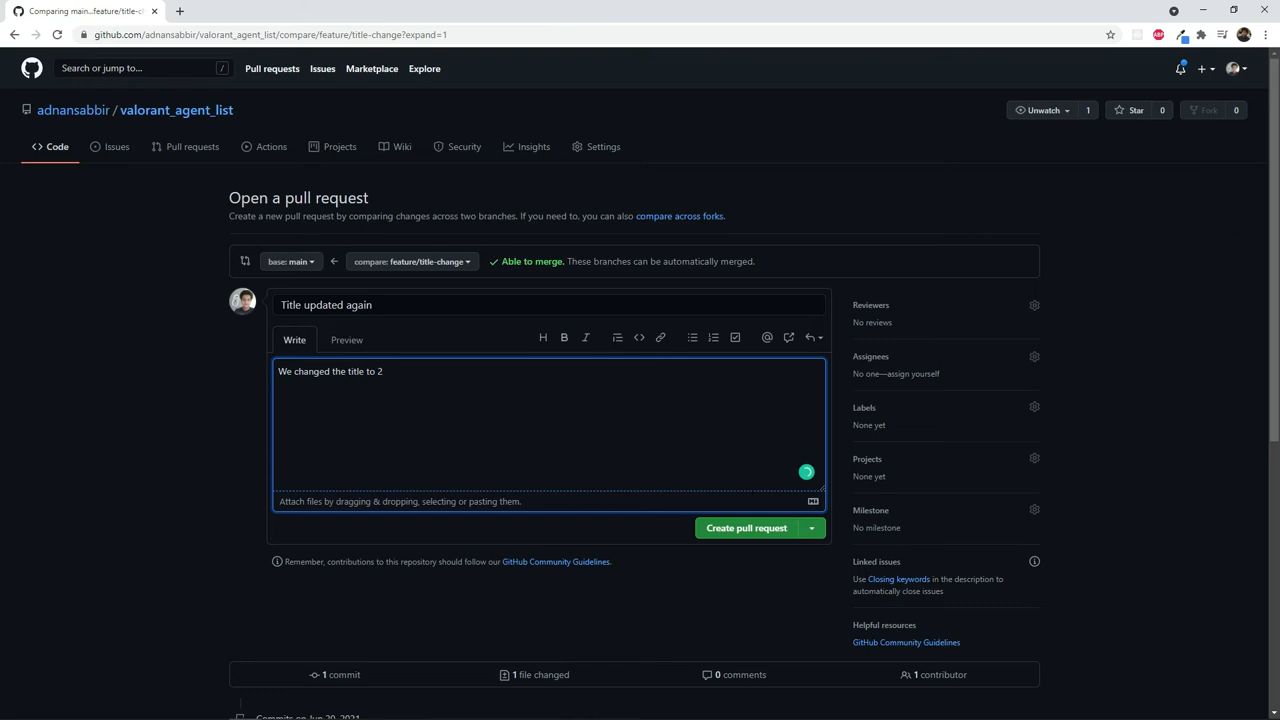 Comparing main...feature/title-c
github.com/adnansabbir/valorant_agent_list/compare/feature/title-change?expand=1
ABP
Search or jump to...
/
Pull requests
Issues
Marketplace
Explore
adnansabbir / valorant_agent_list
Unwatch
1
Star
0
Fork
0
Code
Issues
Pull requests
Actions
Projects
Wiki
Security
Insights
Settings
Open a pull request
Create a new pull request by comparing changes across two branches. If you need to, you can also compare across forks.
base: main
compare: feature/title-change
Able to merge. These branches can be automatically merged.
Title updated again
Reviewers
No reviews
Write
Preview
H
B
I
@
Assignees
No one—assign yourself
We changed the title to 2
Labels
None yet
Projects
None yet
Attach files by dragging & dropping, selecting or pasting them.
Milestone
No milestone
Create pull request
Remember, contributions to this repository should follow our GitHub Community Guidelines.
Linked issues
Use Closing keywords in the description to
automatically close issues
Helpful resources
GitHub Community Guidelines
1 commit
1 file changed
0 comments
1 contributor
Commits on Jun 20, 2021